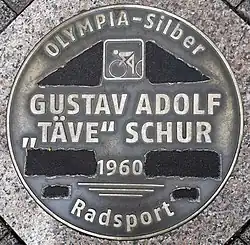 OLYMPIA-Silber
GUSTAV ADOLF
„TÄVE“ SCHUR
1960
Radsport